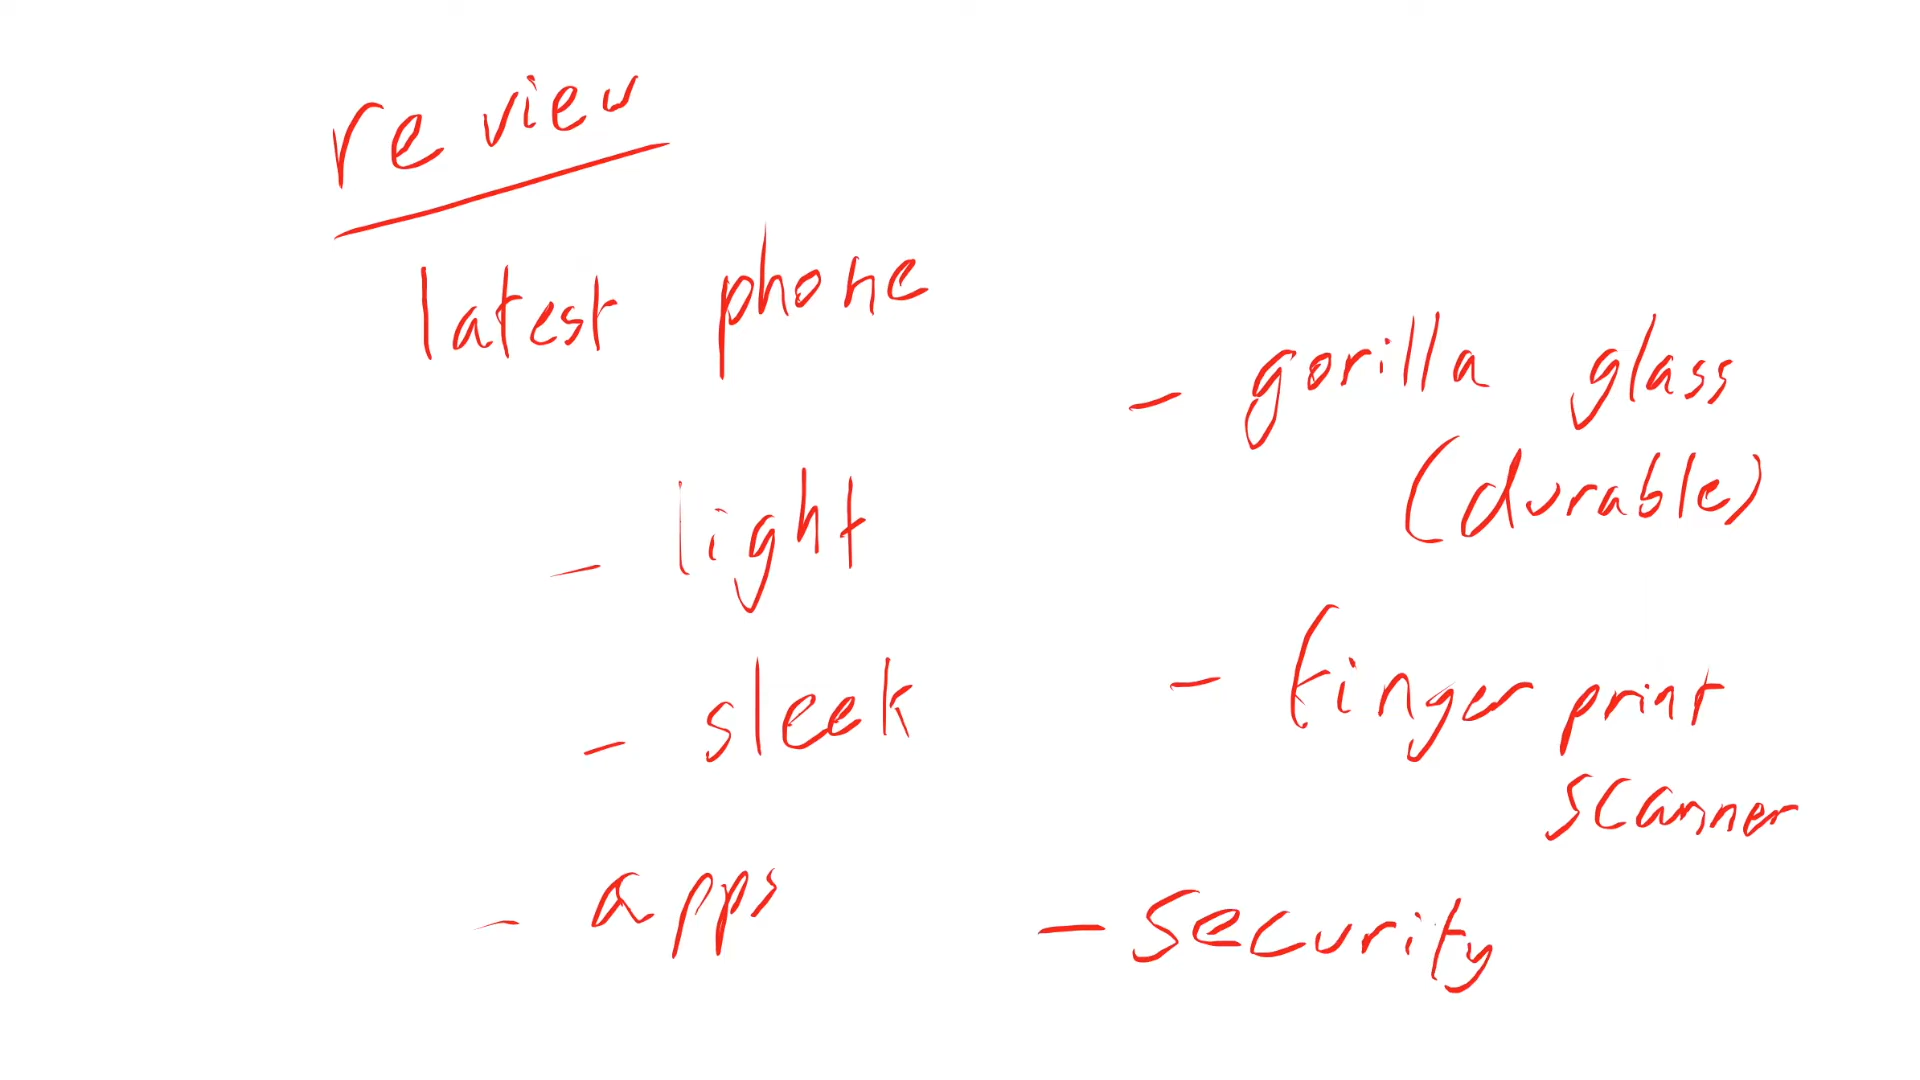 review
latest phone
- light
- sleek
- apps
- gorilla glass
(durable)
- finger print
scanner
- security